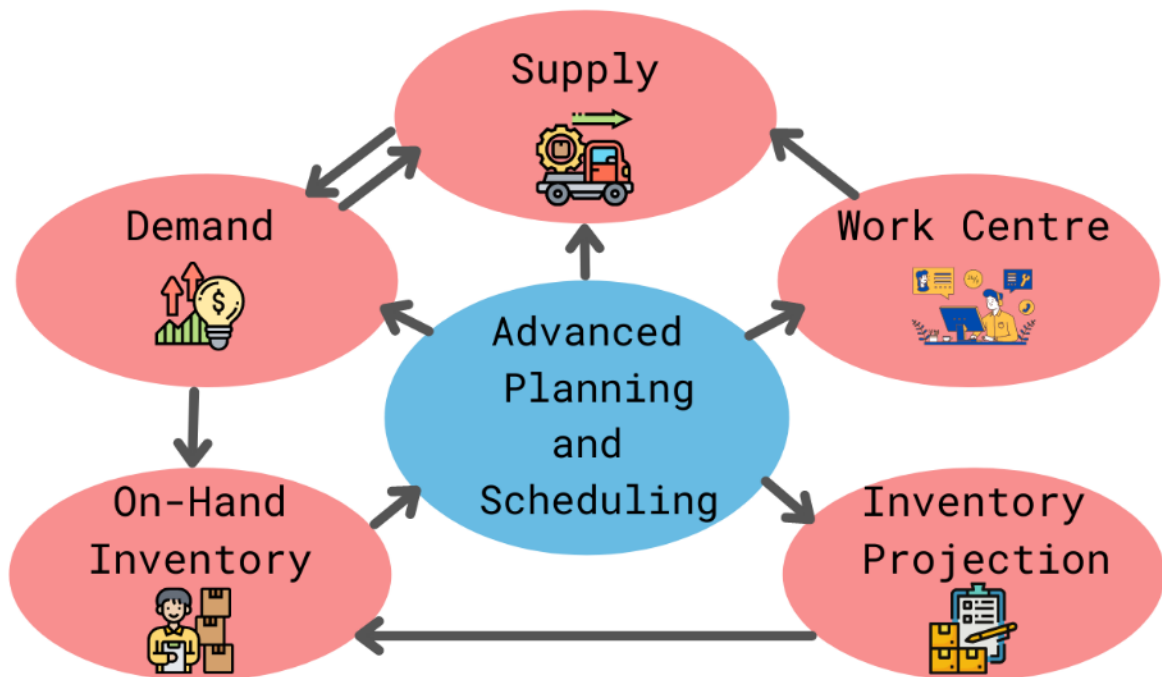 Supply
Demand
Work Centre
Advanced
Planning
and
Scheduling
On-Hand
Inventory
Inventory
Projection